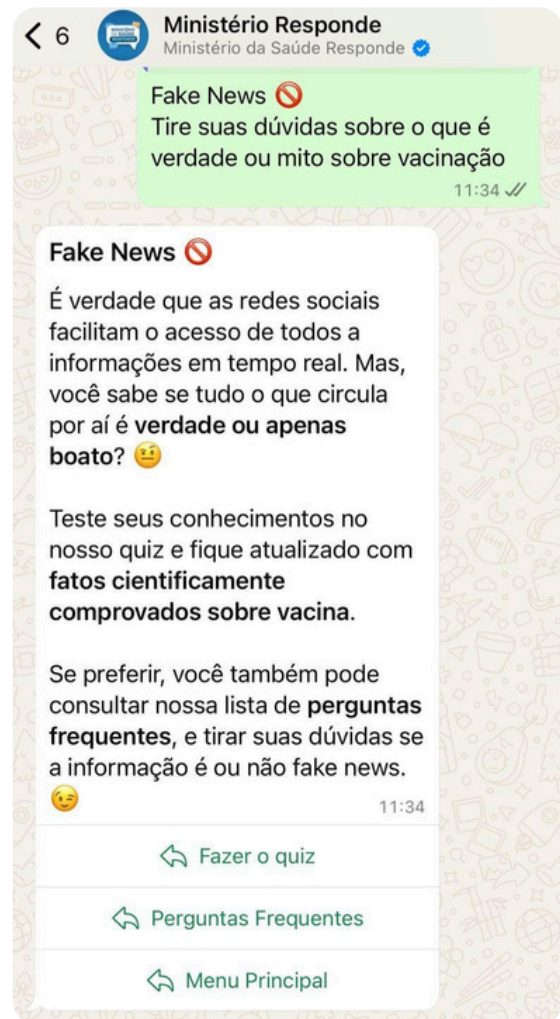 6
Ministério Responde
Ministério da Saúde Responde
Fake News 🚫
Tire suas dúvidas sobre o que é
verdade ou mito sobre vacinação
11:34
Fake News 🚫
É verdade que as redes sociais
facilitam o acesso de todos a
informações em tempo real. Mas,
você sabe se tudo o que circula
por aí é verdade ou apenas
boato? 🤨
Teste seus conhecimentos no
nosso quiz e fique atualizado com
fatos cientificamente
comprovados sobre vacina.
Se preferir, você também pode
consultar nossa lista de perguntas
frequentes, e tirar suas dúvidas se
a informação é ou não fake news.
😉 11:34
Fazer o quiz
Perguntas Frequentes
Menu Principal